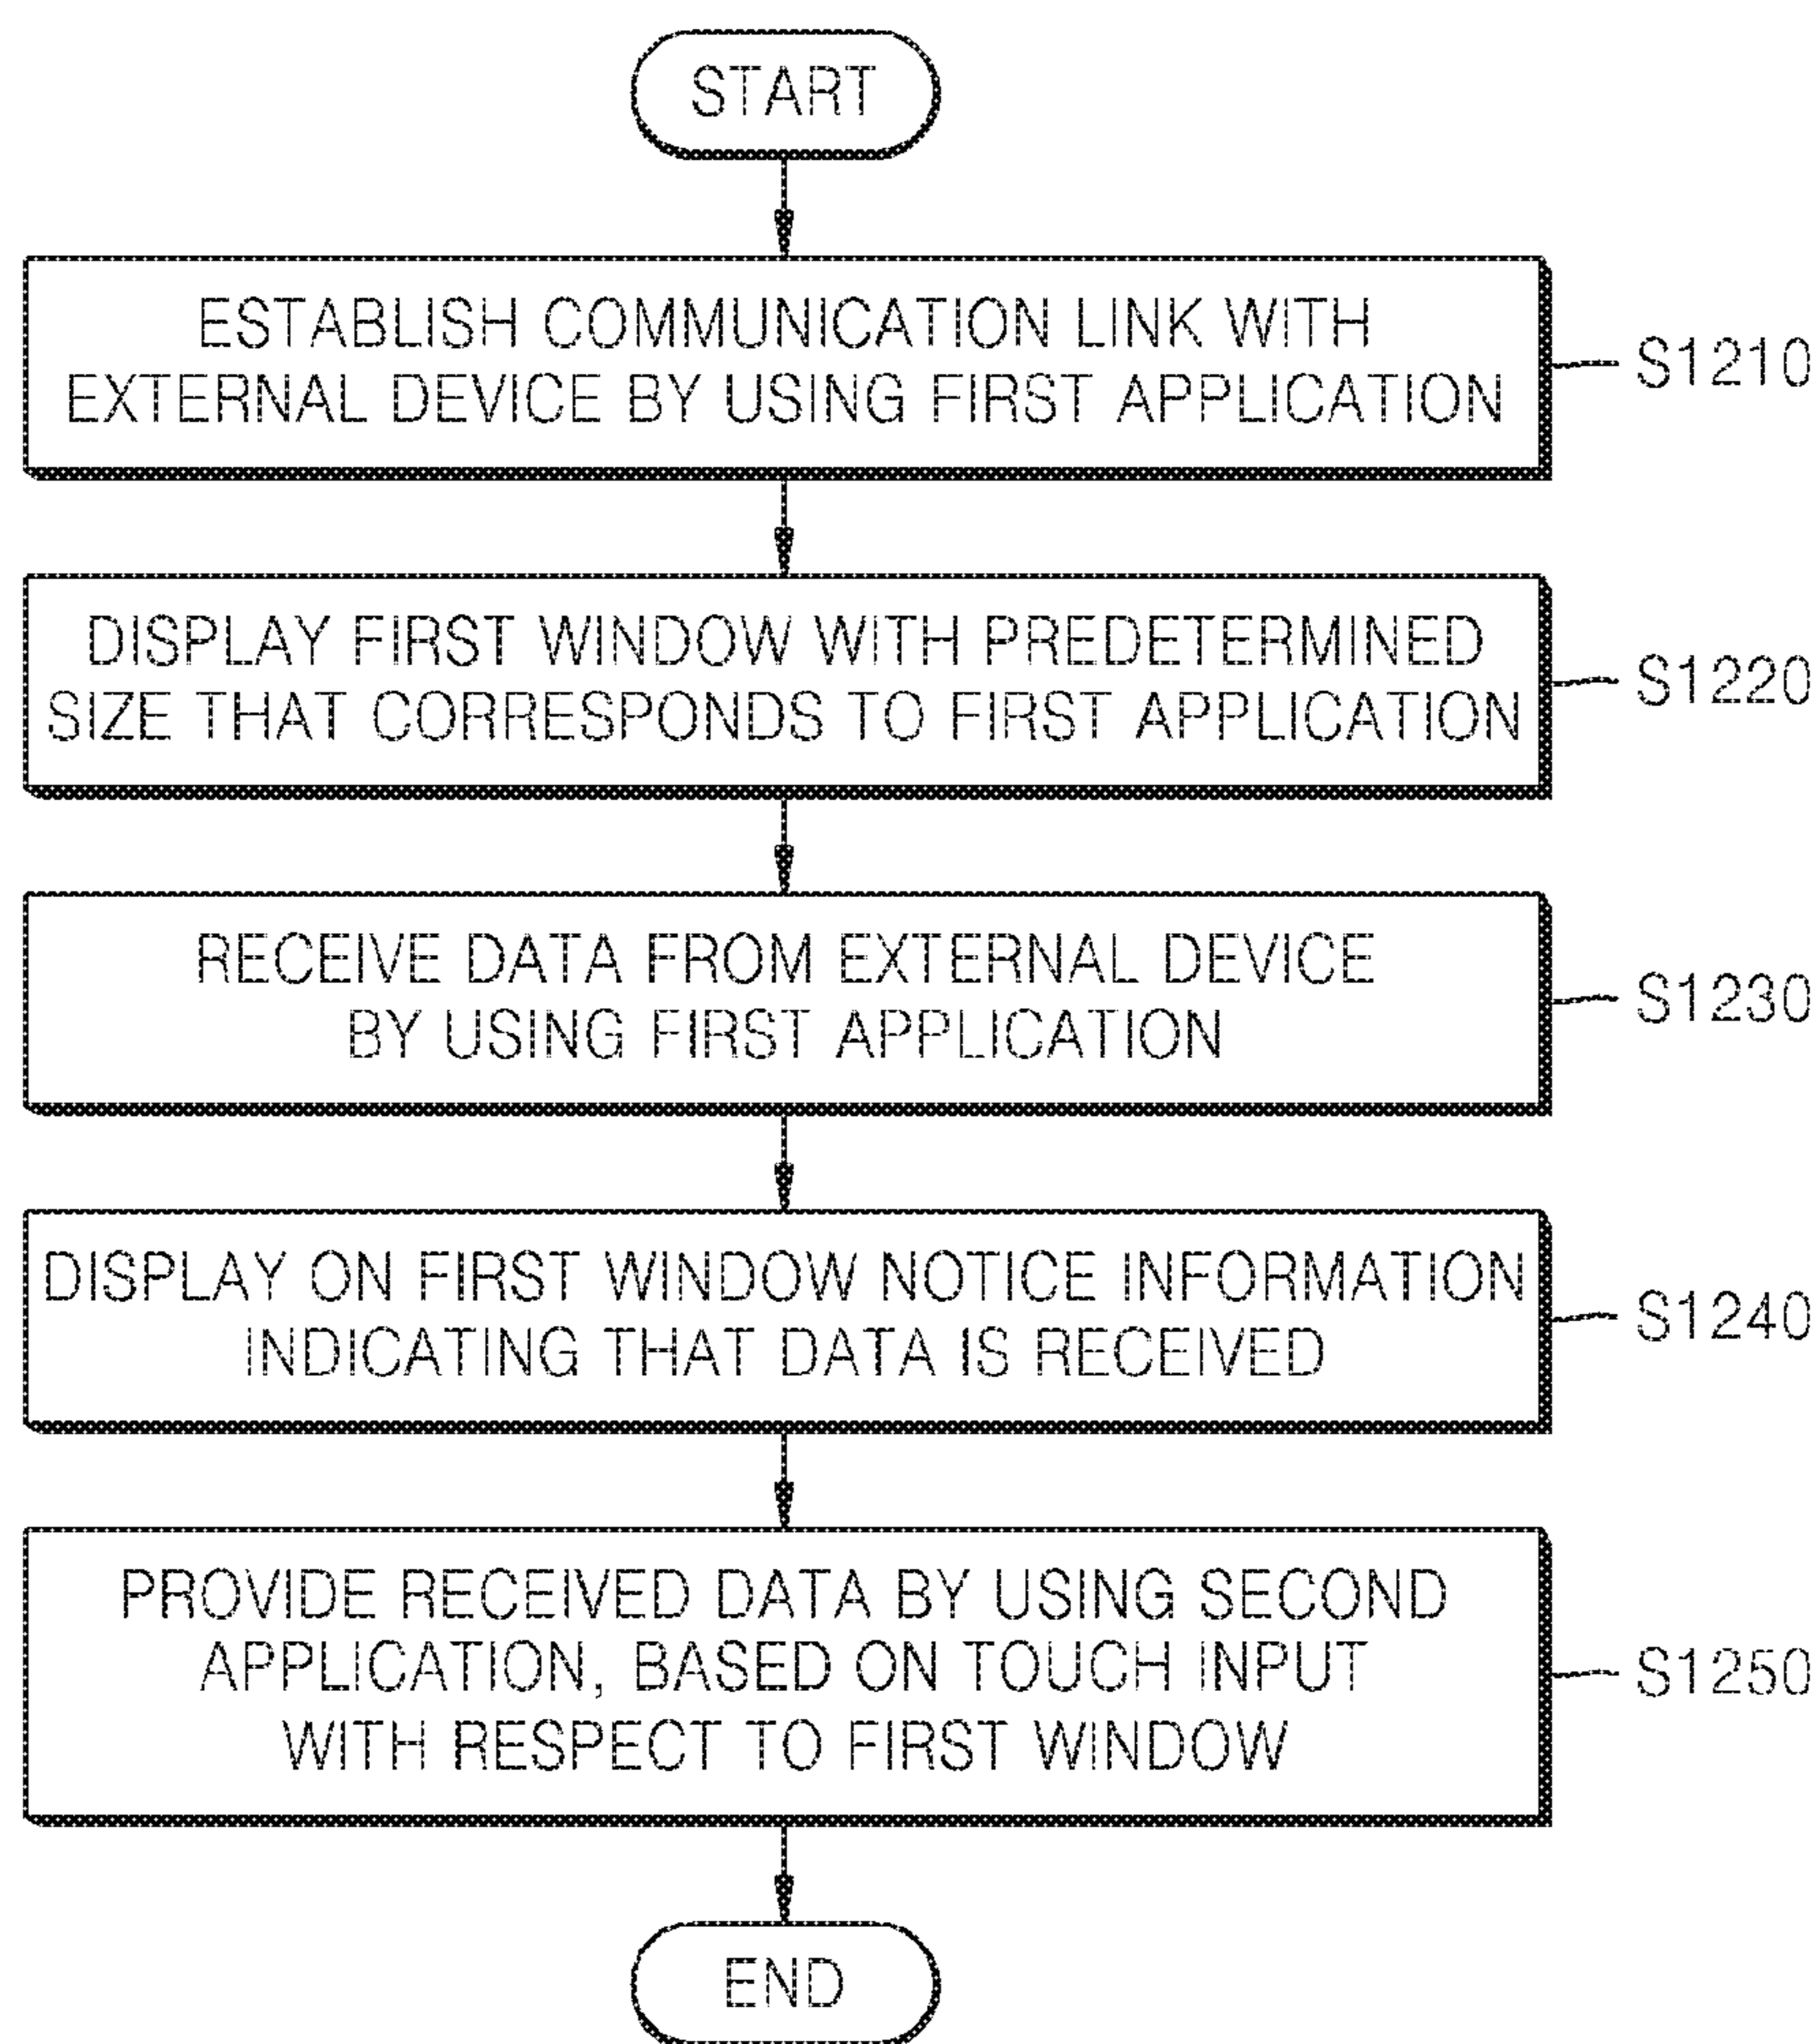 START
ESTABLISH COMMUNICATION LINK WITH
EXTERNAL DEVICE BY USING FIRST APPLICATION
S1210
DISPLAY FIRST WINDOW WITH PREDETERMINED
SIZE THAT CORRESPONDS TO FIRST APPLICATION
S1220
RECEIVE DATA FROM EXTERNAL DEVICE
BY USING FIRST APPLICATION
S1230
DISPLAY ON FIRST WINDOW NOTICE INFORMATION
INDICATING THAT DATA IS RECEIVED
S1240
PROVIDE RECEIVED DATA BY USING SECOND
APPLICATION, BASED ON TOUCH INPUT
WITH RESPECT TO FIRST WINDOW
S1250
END